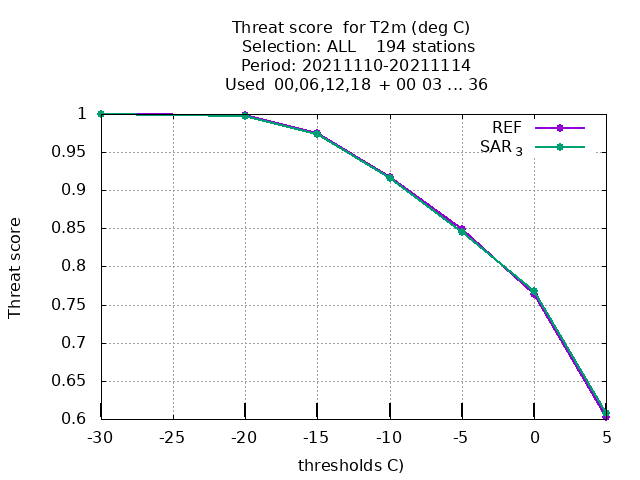 Threat score for T2m (deg C)
Selection: ALL 194 stations
Period: 20211110-20211114
Used 00,06,12,18 + 00 03 ... 36
REF
SAR 3
1
0.95
0.9
0.85
0.8
0.75
0.7
0.65
0.6
Threat score
-30 -25 -20 -15 -10 -5 0 5
thresholds C)